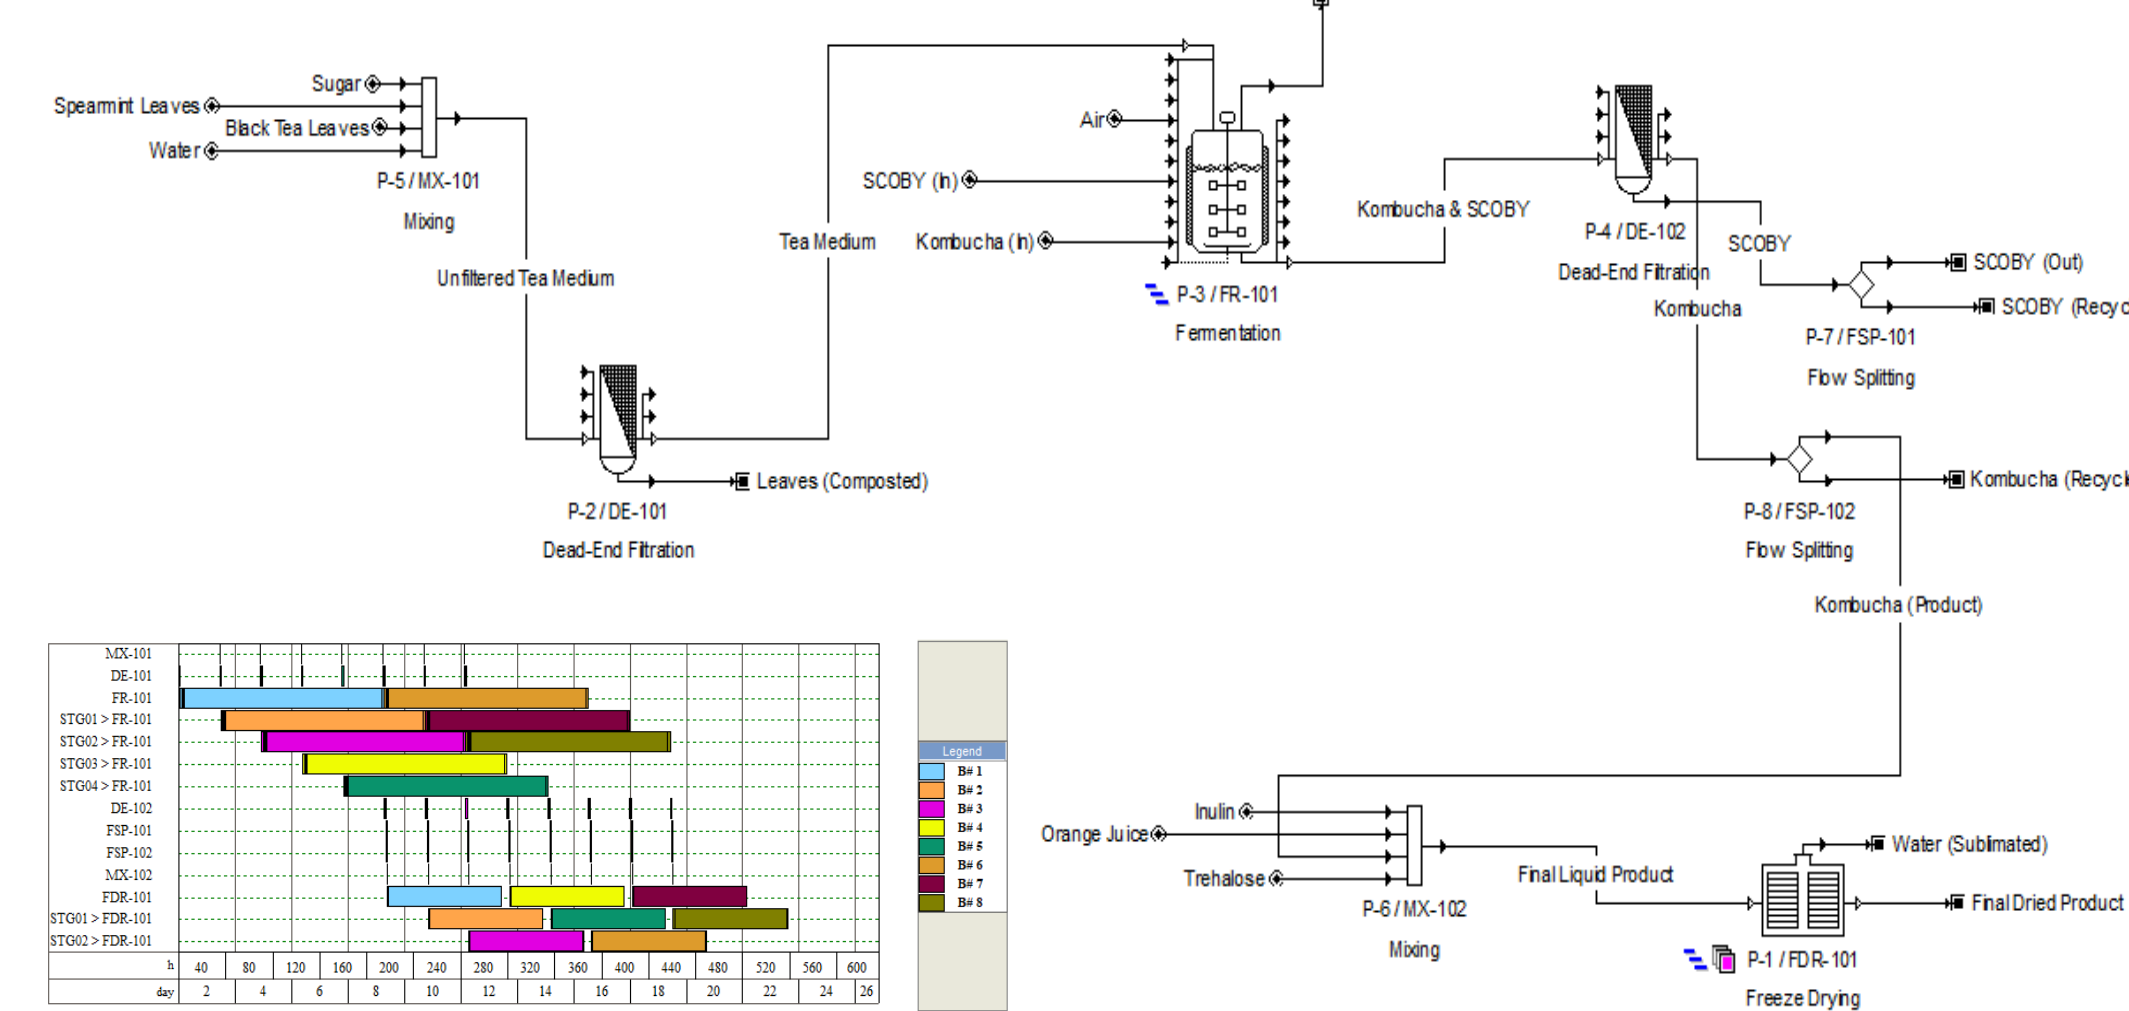 Sugar
Spearmint Leaves
Black Tea Leaves
Water
P-5 / MX-101
Mixing
Unfiltered Tea Medium
P-2 / DE-101
Dead-End Filtration
Leaves (Composted)
Tea Medium
Air
SCOBY (In)
Kombucha (In)
P-3 / FR-101
Fermentation
Kombucha & SCOBY
P-4 / DE-102
Dead-End Filtration
SCOBY
Kombucha
SCOBY (Out)
SCOBY (Recyc
P-7 / FSP-101
Flow Splitting
Kombucha (Recycl
P-8 / FSP-102
Flow Splitting
Kombucha (Product)
Inulin
Orange Juice
Trehalose
P-6 / MX-102
Mixing
Final Liquid Product
Water (Sublimated)
Final Dried Product
P-1 / FDR-101
Freeze Drying
MX-101
DE-101
FR-101
STG01 > FR-101
STG02 > FR-101
STG03 > FR-101
STG04 > FR-101
DE-102
FSP-101
FSP-102
MX-102
FDR-101
STG01 > FDR-101
STG02 > FDR-101
h 40 80 120 160 200 240 280 320 360 400 440 480 520 560 600
day 2 4 6 8 10 12 14 16 18 20 22 24 26
Legend
B# 1
B# 2
B# 3
B# 4
B# 5
B# 6
B# 7
B# 8